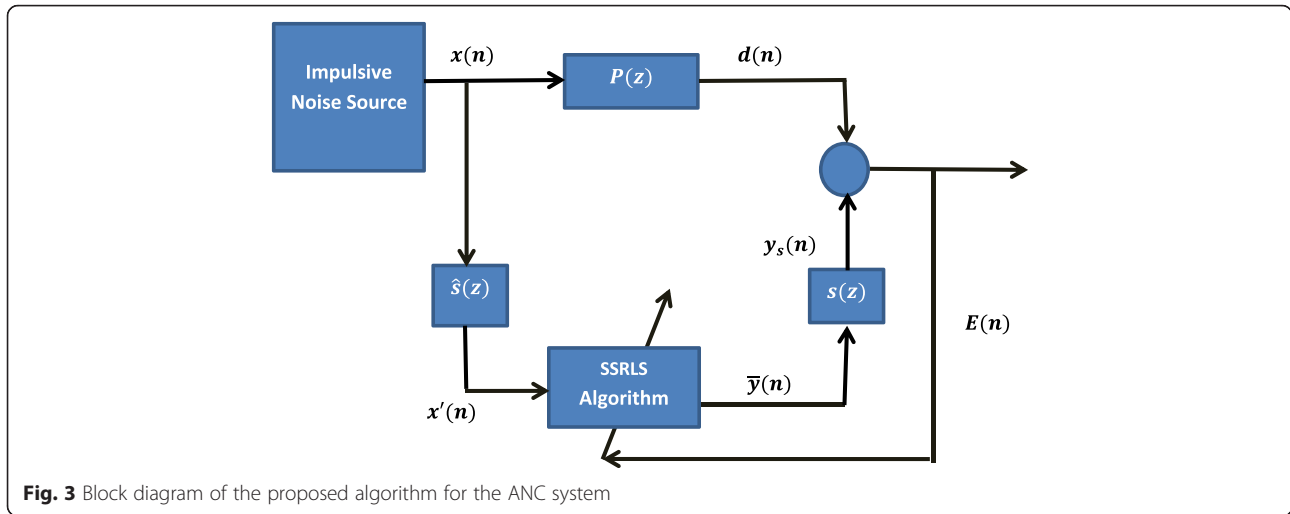 Impulsive
Noise Source
x(n)
P(z)
d(n)
y_s(n)
ŝ(z)
s(z)
E(n)
SSRLS
Algorithm
x′(n)
y̅(n)
Fig. 3 Block diagram of the proposed algorithm for the ANC system